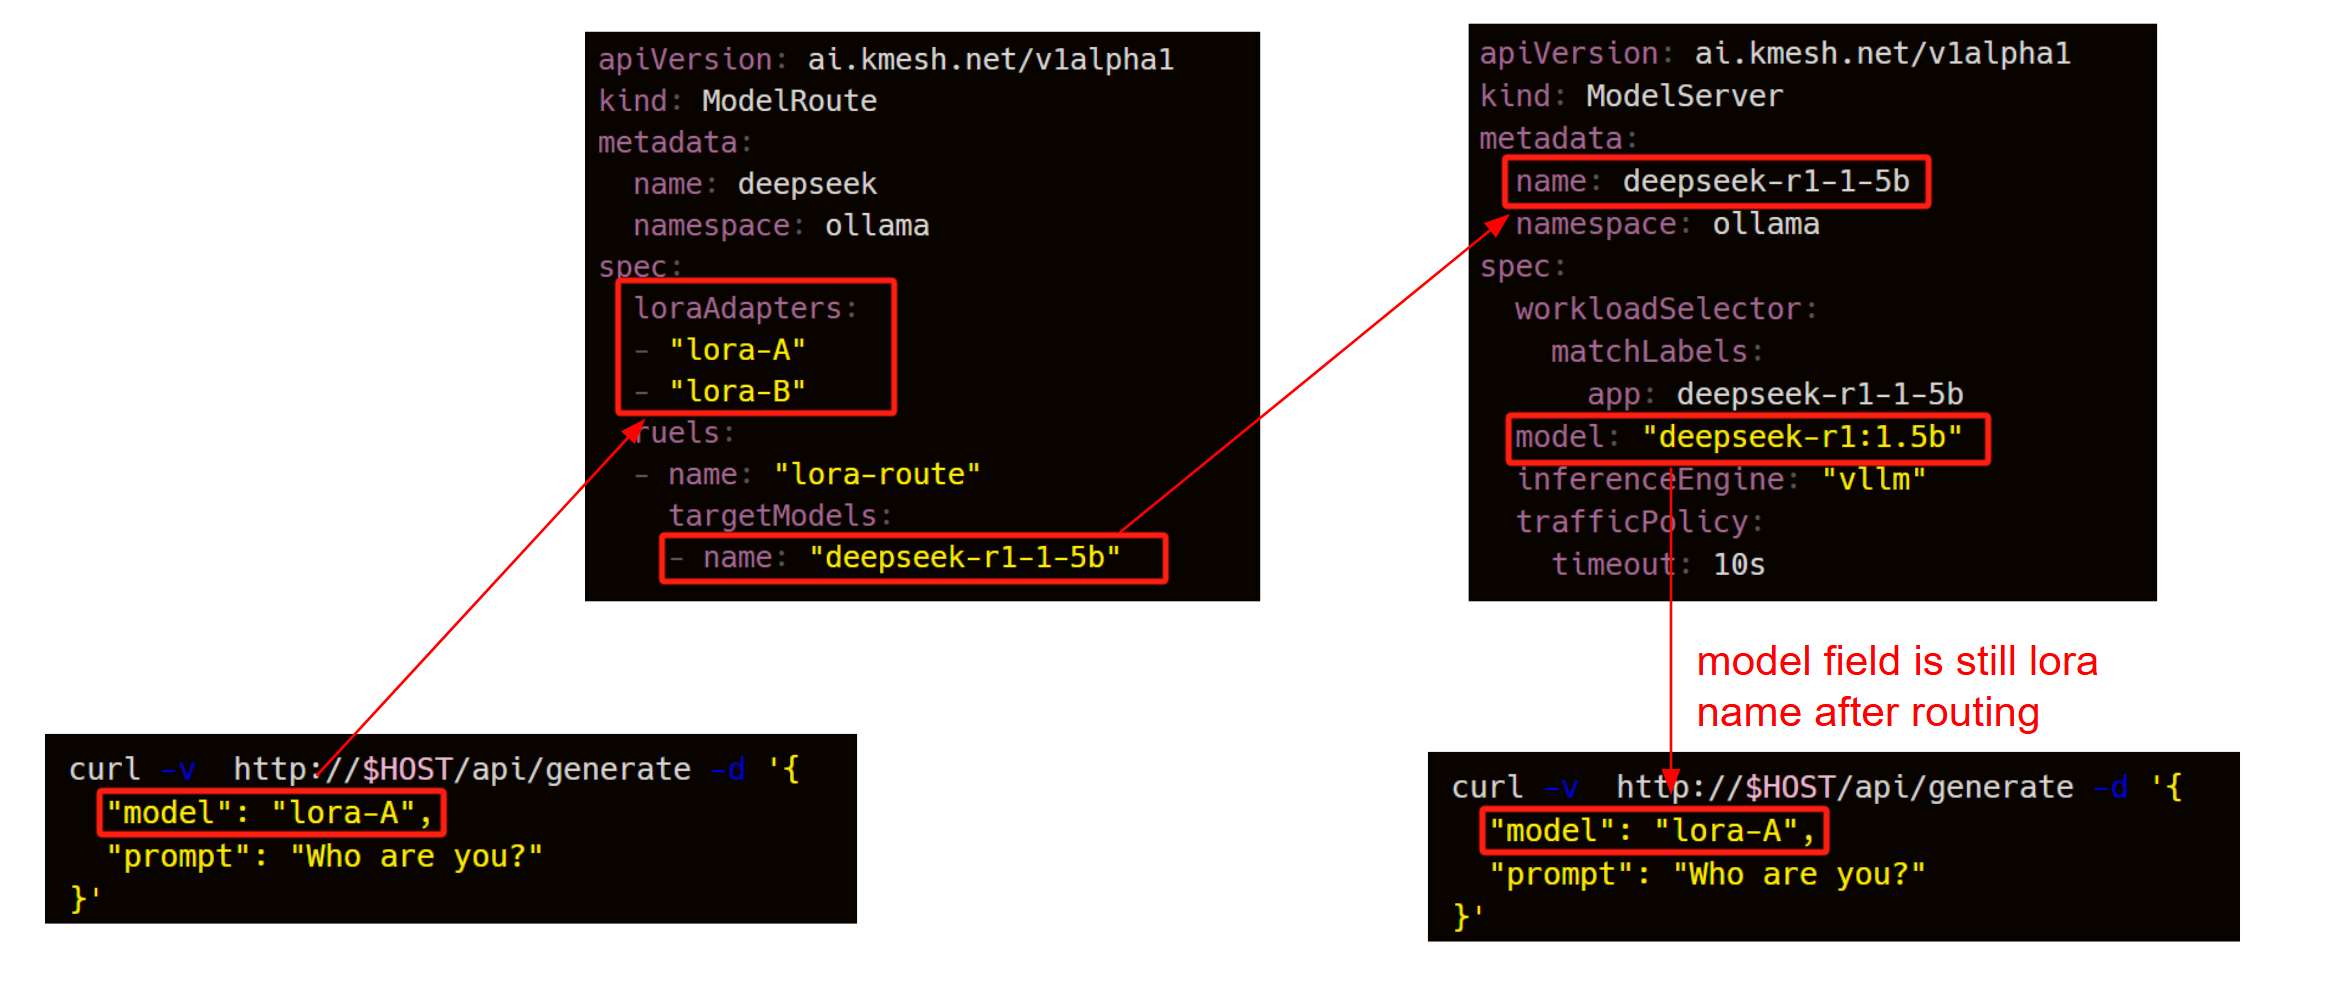 apiVersion: ai.kmesh.net/v1alpha1
kind: ModelRoute
metadata:
  name: deepseek
  namespace: ollama
spec:
  loraAdapters:
  - "lora-A"
  - "lora-B"
  ruels:
  - name: "lora-route"
    targetModels:
    - name: "deepseek-r1-1-5b"
apiVersion: ai.kmesh.net/v1alpha1
kind: ModelServer
metadata:
  name: deepseek-r1-1-5b
  namespace: ollama
spec:
  workloadSelector:
    matchLabels:
      app: deepseek-r1-1-5b
  model: "deepseek-r1:1.5b"
  inferenceEngine: "vllm"
  trafficPolicy:
    timeout: 10s
model field is still lora
name after routing
curl -v  http://$HOST/api/generate -d '{
  "model": "lora-A",
  "prompt": "Who are you?"
}'
curl -v  http://$HOST/api/generate -d '{
  "model": "lora-A",
  "prompt": "Who are you?"
}'